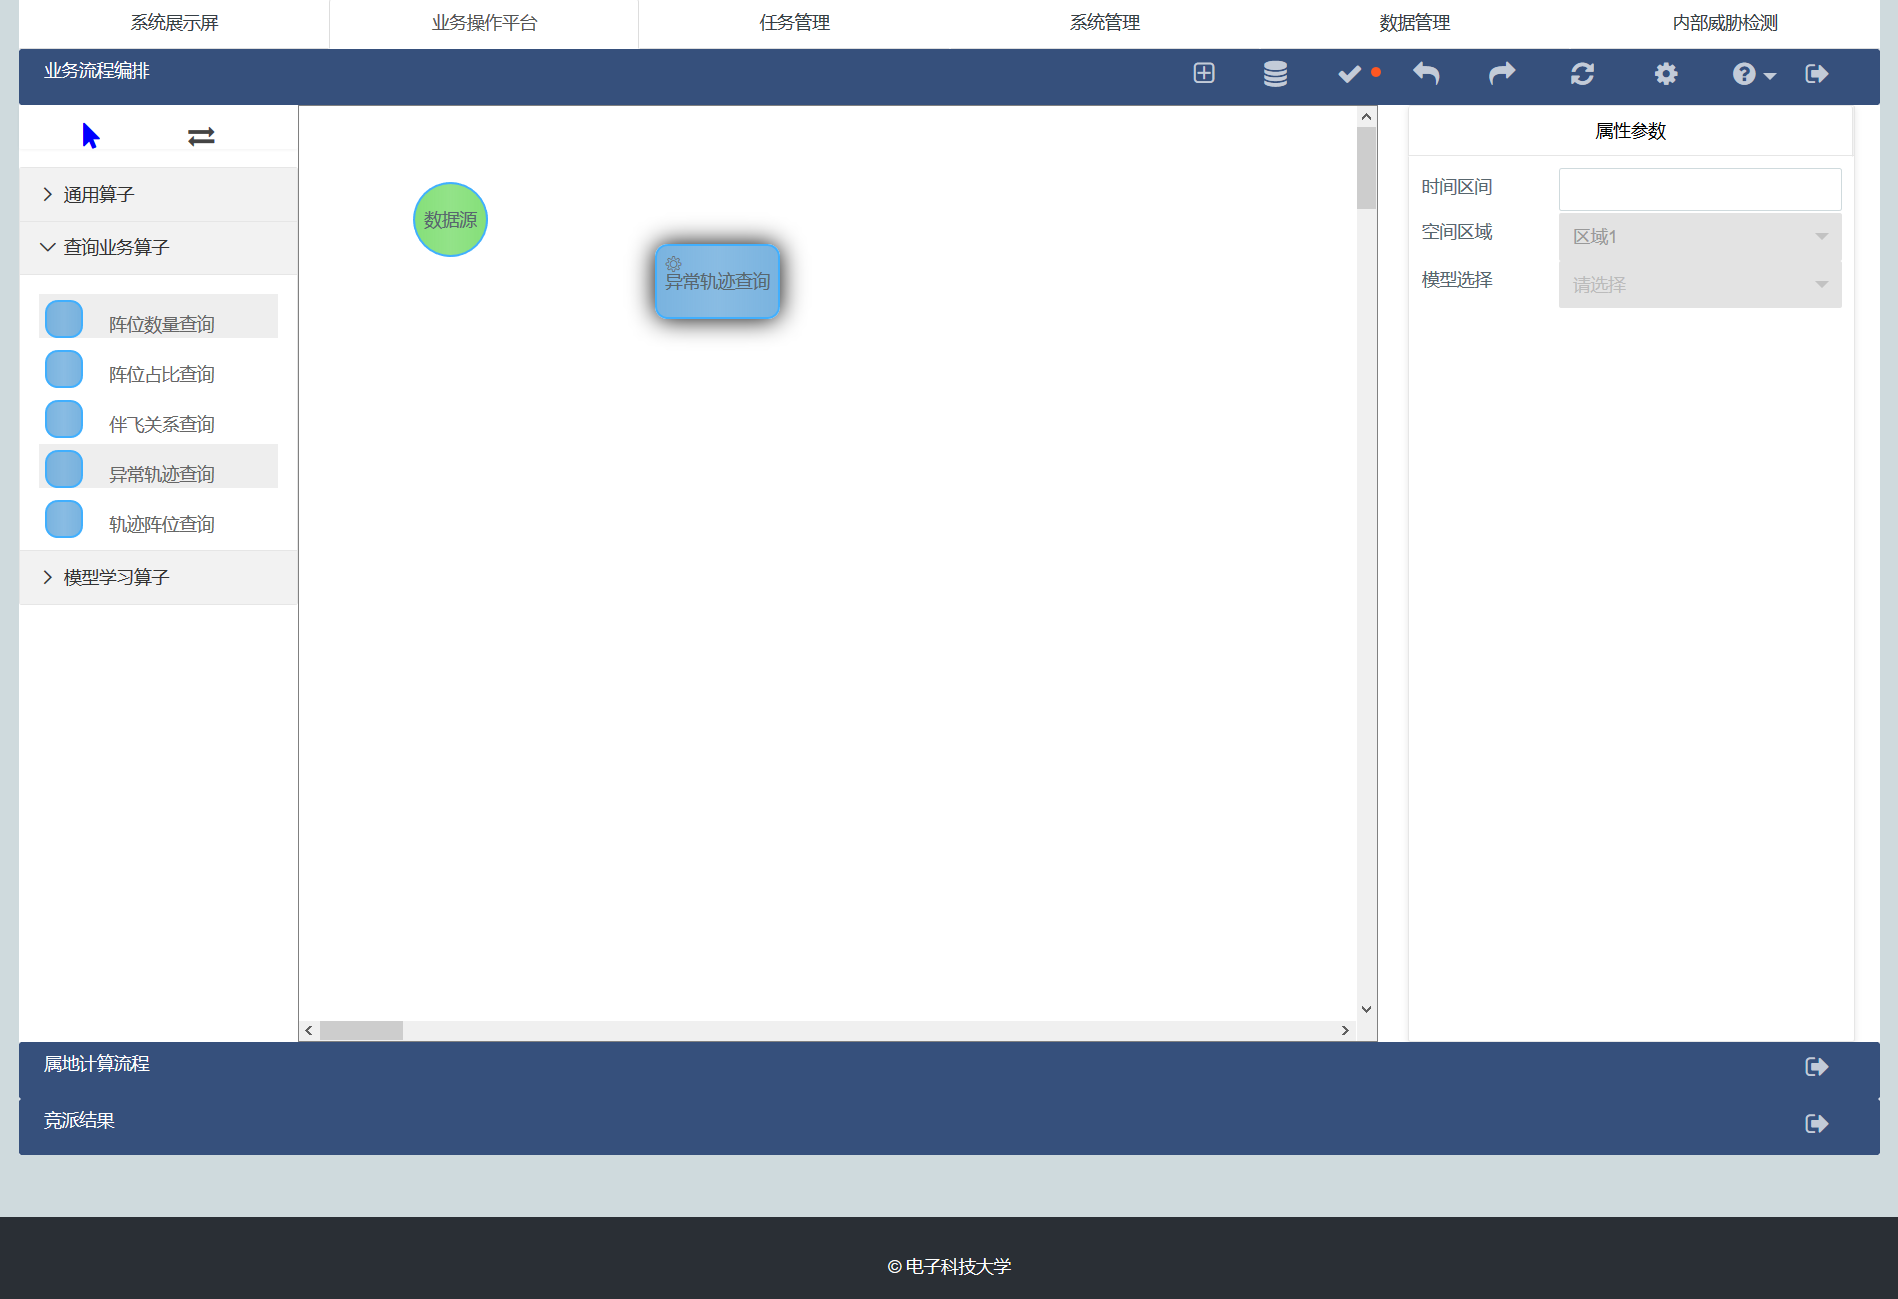 系统展示屏
业务操作平台
任务管理
系统管理
数据管理
内部威胁检测
业务流程编排
通用算子
查询业务算子
阵位数量查询
阵位占比查询
伴飞关系查询
异常轨迹查询
轨迹阵位查询
模型学习算子
数据源
异常轨迹查询
属性参数
时间区间
空间区域
区域1
模型选择
请选择
属地计算流程
竞派结果
© 电子科技大学